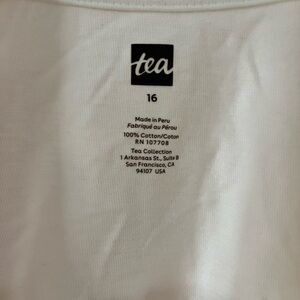 tea
16
Made in Peru
Fabriqué au Pérou
100% Cotton/Coton
RN 107708
Tea Collection
1 Arkansas St., Suite B
San Francisco, CA
94107 USA